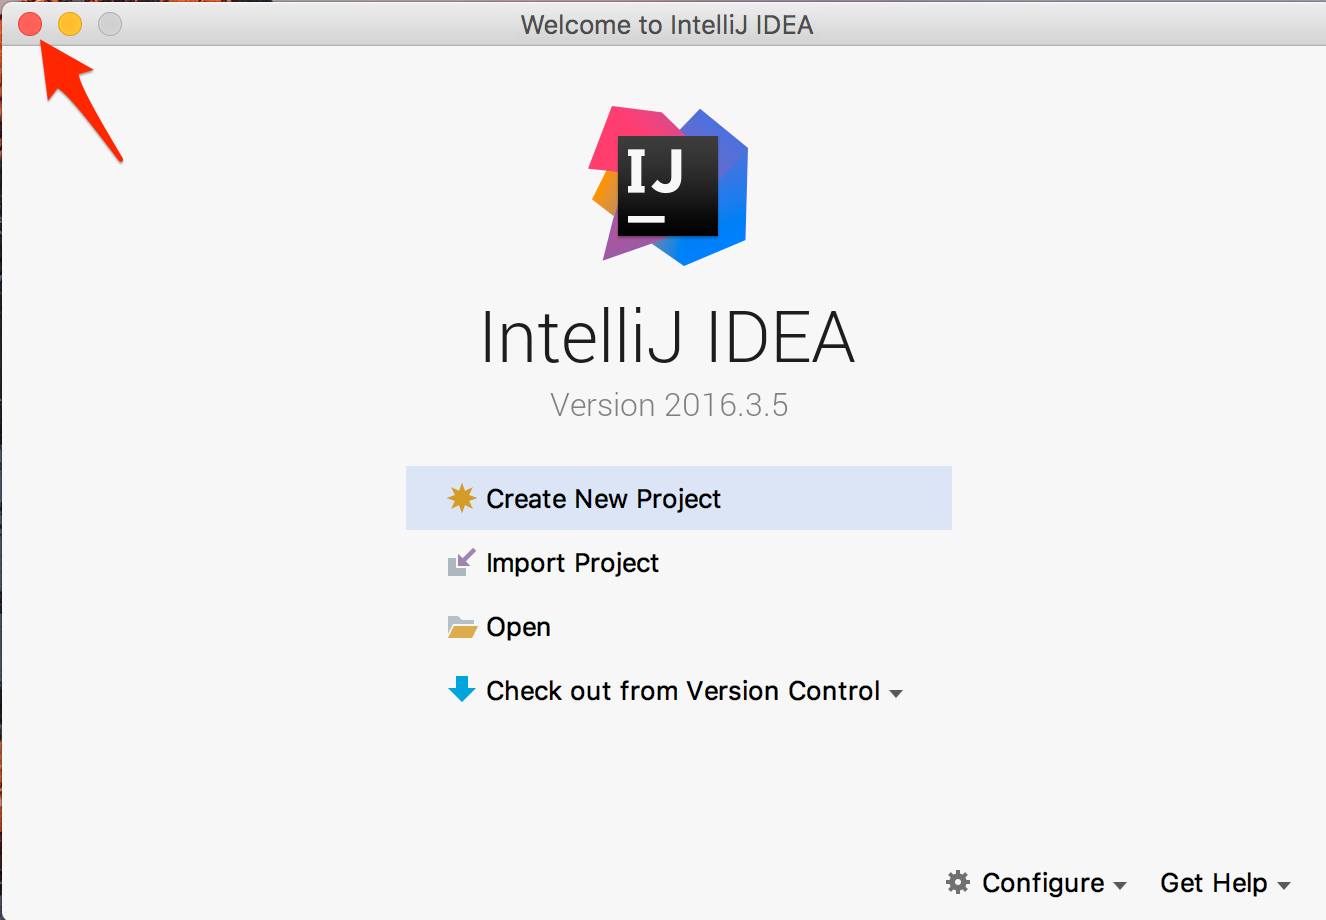 Welcome to IntelliJ IDEA
IJ
IntelliJ IDEA
Version 2016.3.5
Create New Project
Import Project
Open
Check out from Version Control
Configure Get Help